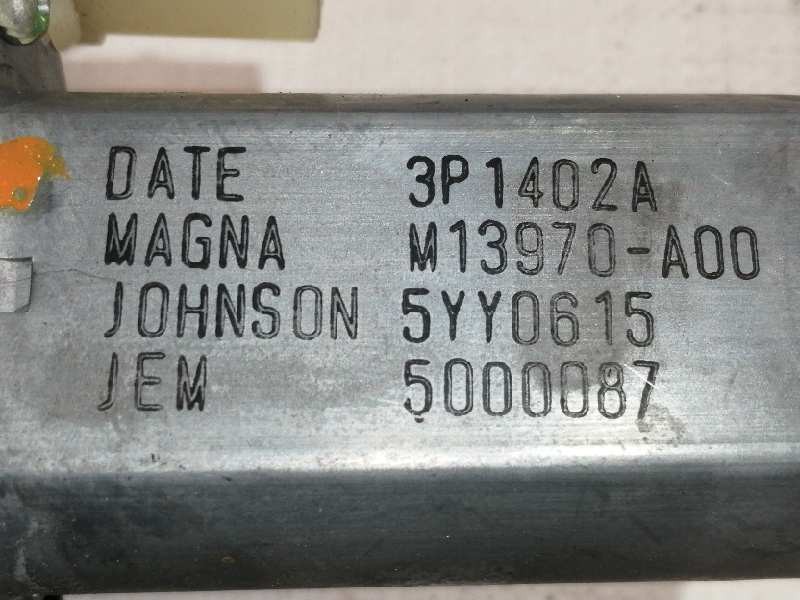 DATE 3P1402A
MAGNA M13970-A00
JOHNSON 5YY0615
JEM 5000087